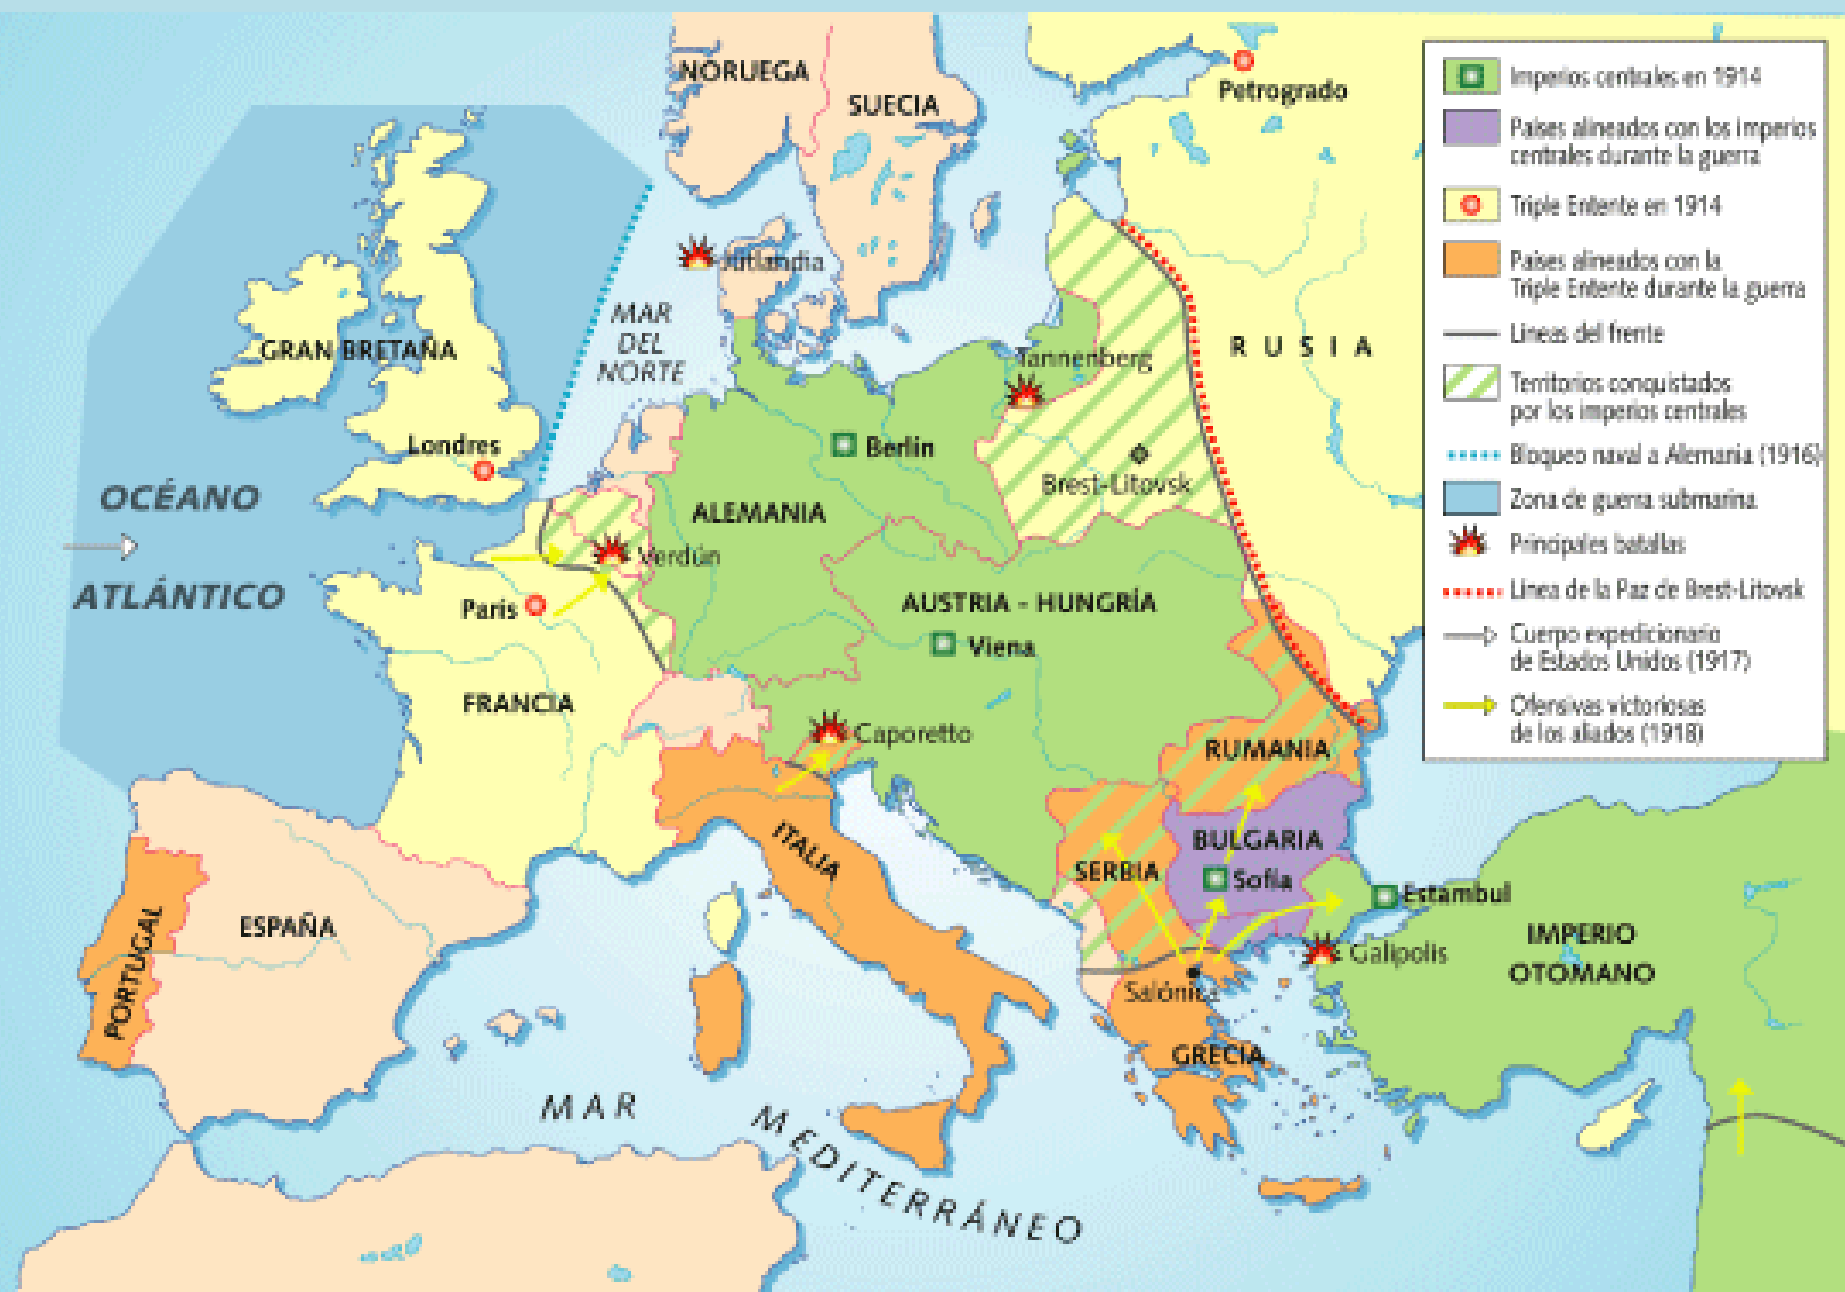 NORUEGA
SUECIA
Petrogrado
Jutlandia
MAR
DEL
NORTE
GRAN BRETAÑA
Londres
RUSIA
Tannenberg
Berlín
Brest-Litovsk
ALEMANIA
OCÉANO
ATLÁNTICO
Verdún
París
AUSTRIA - HUNGRÍA
Viena
FRANCIA
Caporetto
RUMANIA
ITALIA
BULGARIA
SERBIA
Sofía
Estambul
ESPAÑA
PORTUGAL
IMPERIO
OTOMANO
Galípolis
Salónica
GRECIA
MAR
MEDITERRÁNEO
Imperios centrales en 1914
Países alineados con los imperios
centrales durante la guerra
Triple Entente en 1914
Países alineados con la
Triple Entente durante la guerra
Líneas del frente
Territorios conquistados
por los imperios centrales
Bloqueo naval a Alemania (1916)
Zona de guerra submarina
Principales batallas
Línea de la Paz de Brest-Litovsk
Cuerpo expedicionario
de Estados Unidos (1917)
Ofensivas victoriosas
de los aliados (1918)